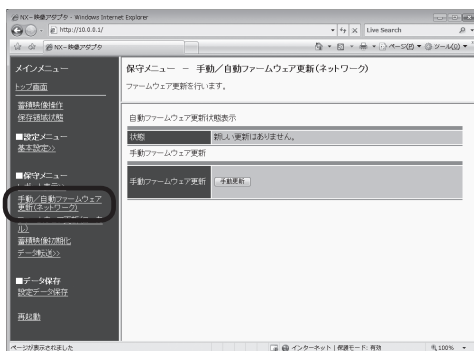 NX－映像アダプタ - Windows Internet Explorer
http://10.0.0.1/
Live Search
NX－映像アダプタ
ページ(P)
ツール(O)
メインメニュー
トップ画面
蓄積映像操作
保存領域状態
■設定メニュー
基本設定>>
■保守メニュー
手動／自動ファームウェア
更新(ネットワーク)
ル)
蓄積映像初期化
データ転送>>
■データ保存
設定データ保存
再起動
保守メニュー － 手動／自動ファームウェア更新(ネットワーク)
ファームウェア更新を行います。
自動ファームウェア更新状態表示
状態
新しい更新はありません。
手動ファームウェア更新
手動ファームウェア更新
手動更新
ページが表示されました
インターネット | 保護モード: 有効
100%